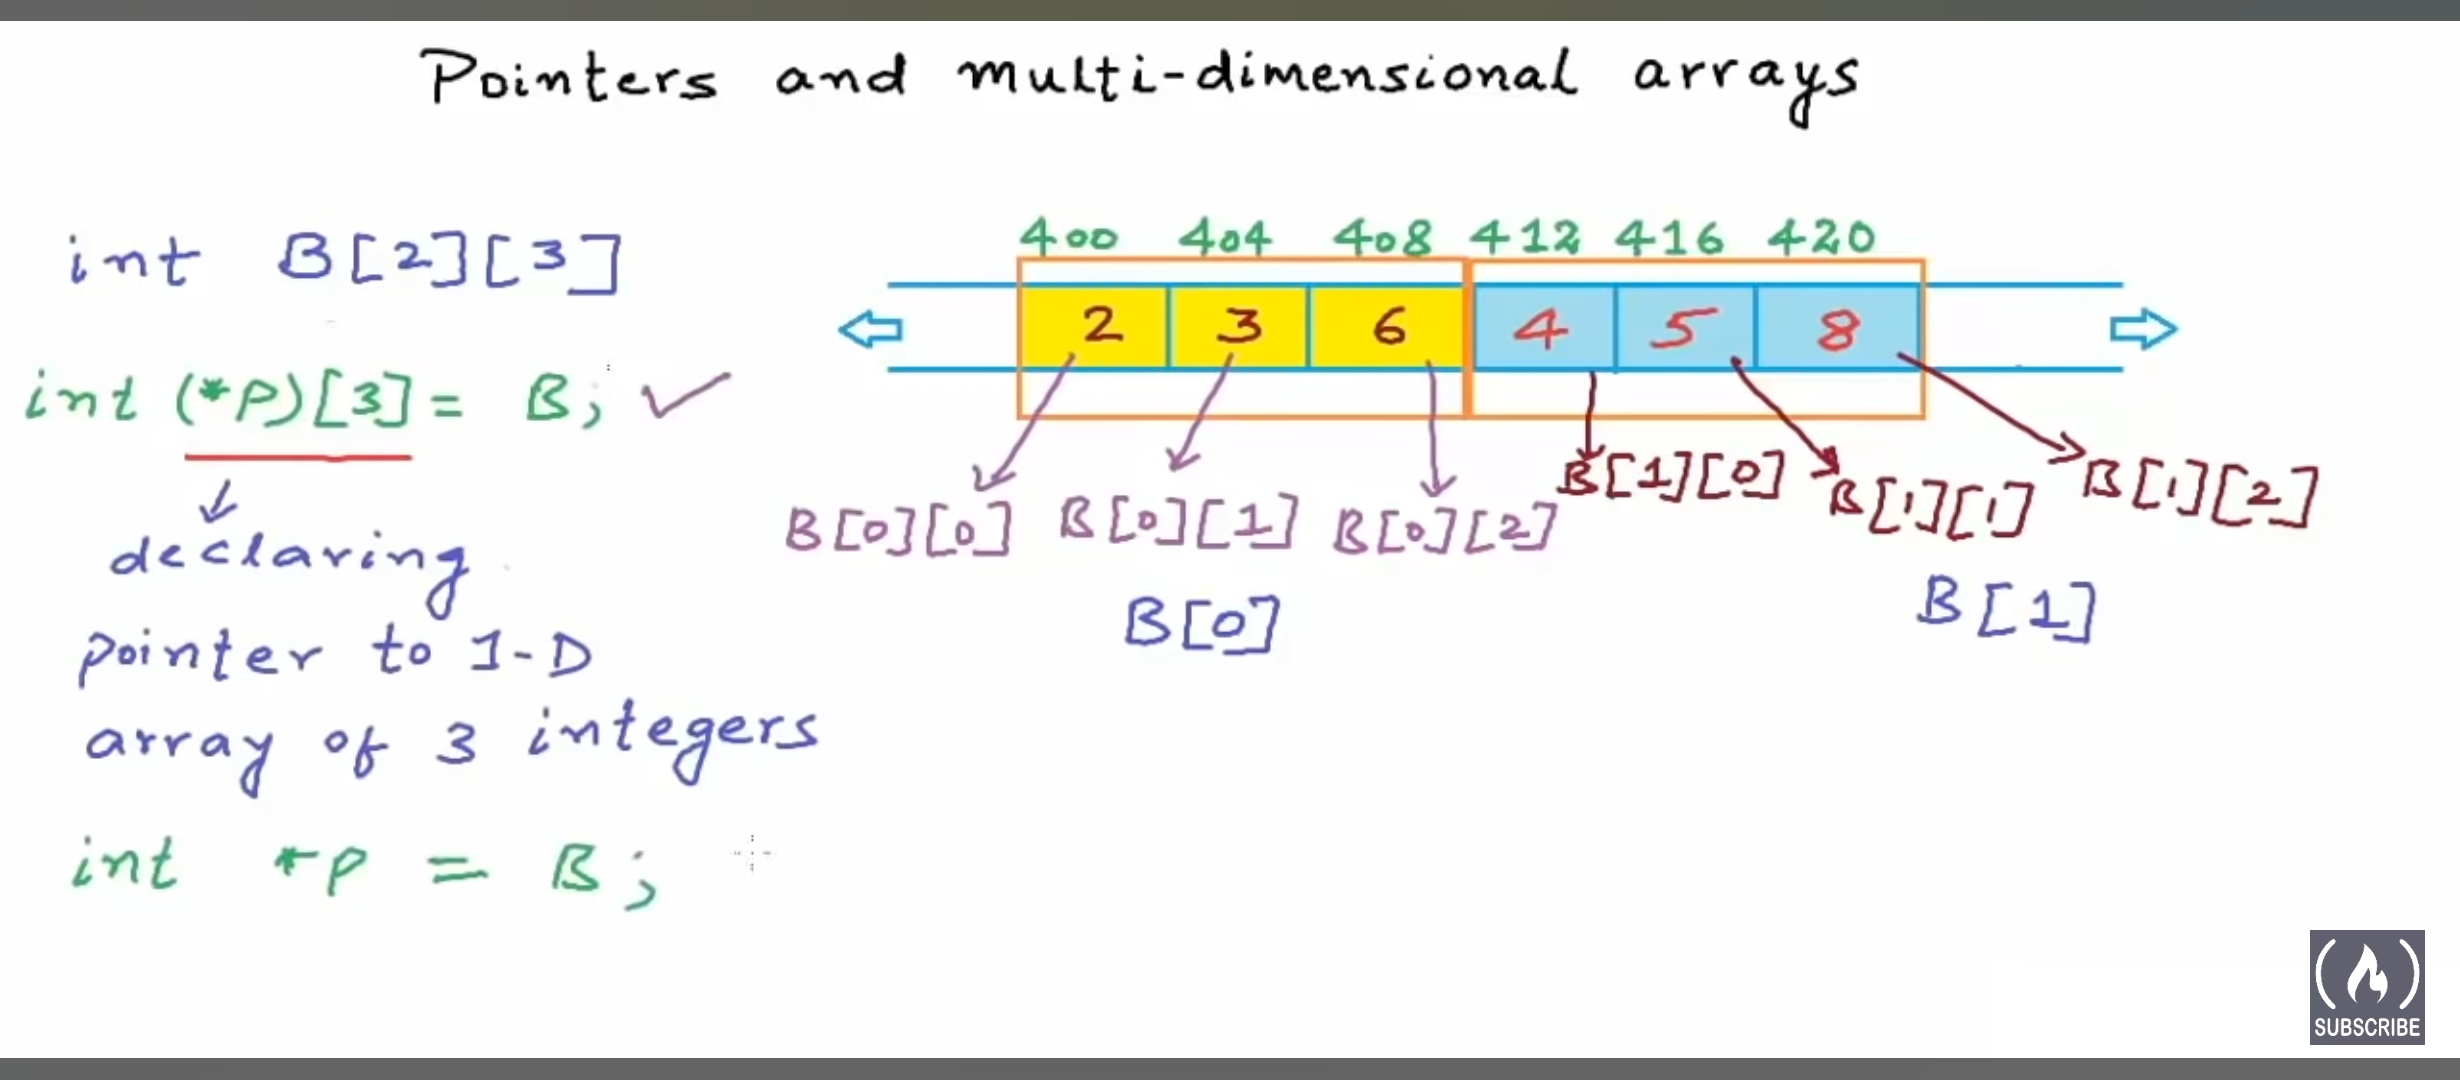 Pointers and multi-dimensional arrays
int B[2][3]
int (*P)[3] = B; ✓
declaring
pointer to 1-D
array of 3 integers
int *P = B;
400 404 408 412 416 420
2 3 6 4 5 8
B[0][0] B[0][1] B[0][2] B[1][0] B[1][1] B[1][2]
B[0] B[1]
SUBSCRIBE